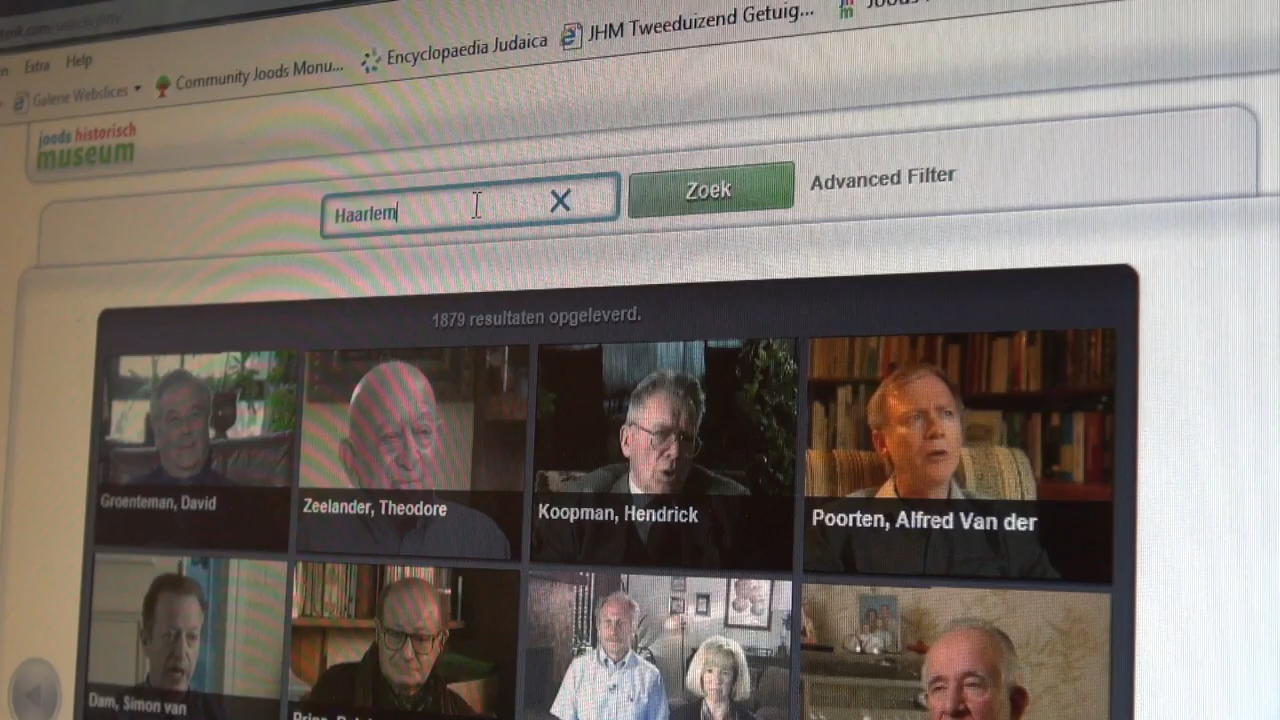 Extra Help
Galerie Webslices
Community Joods Monu...
Encyclopaedia Judaica
JHM Tweeduizend Getuig...
joods historisch
museum
Haarlem
Zoek
Advanced Filter
1879 resultaten opgeleverd.
Groenteman, David
Zeelander, Theodore
Koopman, Hendrick
Poorten, Alfred Van der
Dam, Simon van